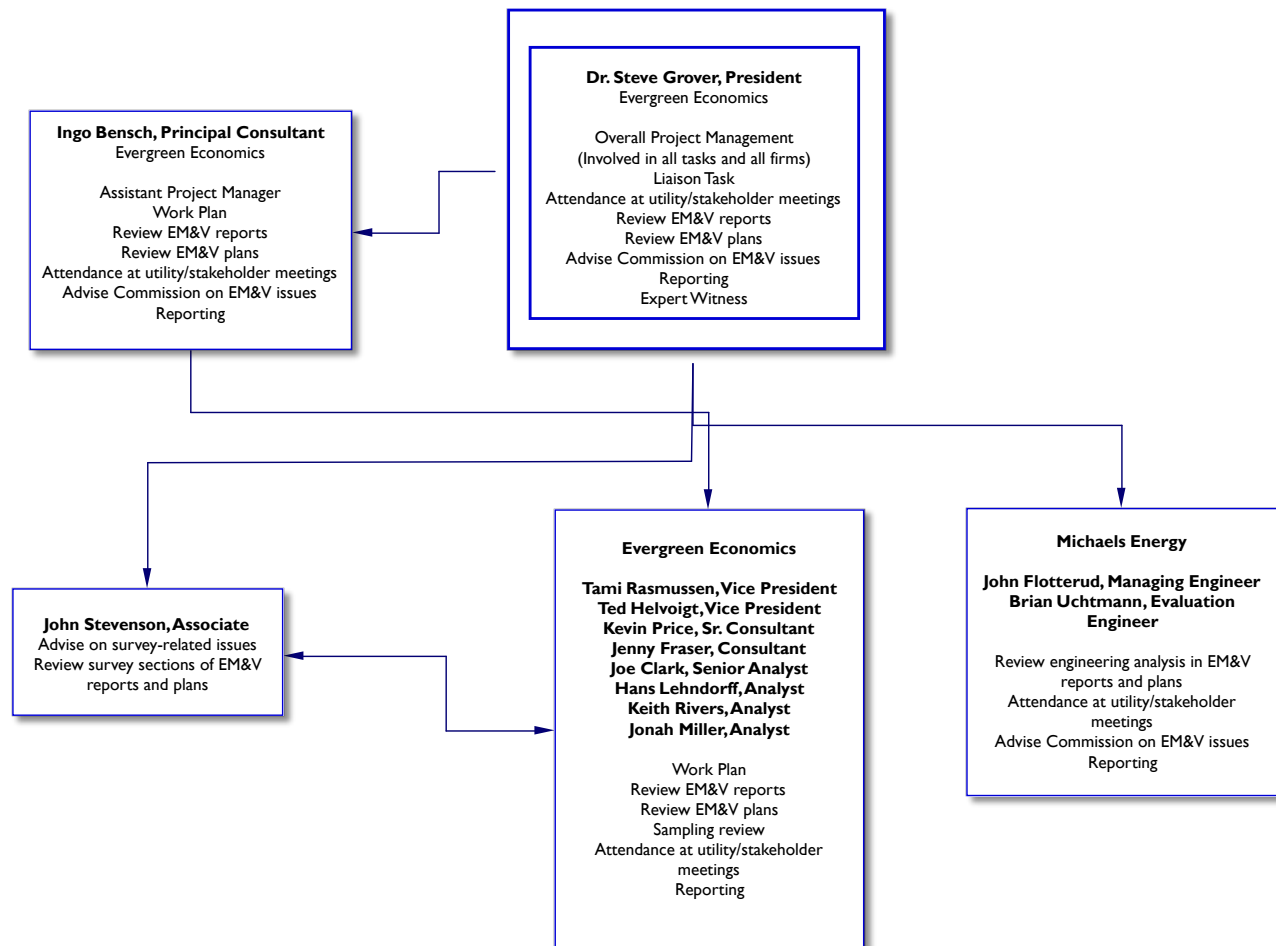 Dr. Steve Grover, President
Evergreen Economics
Overall Project Management
(Involved in all tasks and all firms)
Liaison Task
Attendance at utility/stakeholder meetings
Review EM&V reports
Review EM&V plans
Advise Commission on EM&V issues
Reporting
Expert Witness
Ingo Bensch, Principal Consultant
Evergreen Economics
Assistant Project Manager
Work Plan
Review EM&V reports
Review EM&V plans
Attendance at utility/stakeholder meetings
Advise Commission on EM&V issues
Reporting
John Stevenson, Associate
Advise on survey-related issues
Review survey sections of EM&V
reports and plans
Evergreen Economics
Tami Rasmussen, Vice President
Ted Helvoigt, Vice President
Kevin Price, Sr. Consultant
Jenny Fraser, Consultant
Joe Clark, Senior Analyst
Hans Lehndorff, Analyst
Keith Rivers, Analyst
Jonah Miller, Analyst
Work Plan
Review EM&V reports
Review EM&V plans
Sampling review
Attendance at utility/stakeholder
meetings
Reporting
Michaels Energy
John Flotterud, Managing Engineer
Brian Uchtmann, Evaluation
Engineer
Review engineering analysis in EM&V
reports and plans
Attendance at utility/stakeholder
meetings
Advise Commission on EM&V issues
Reporting